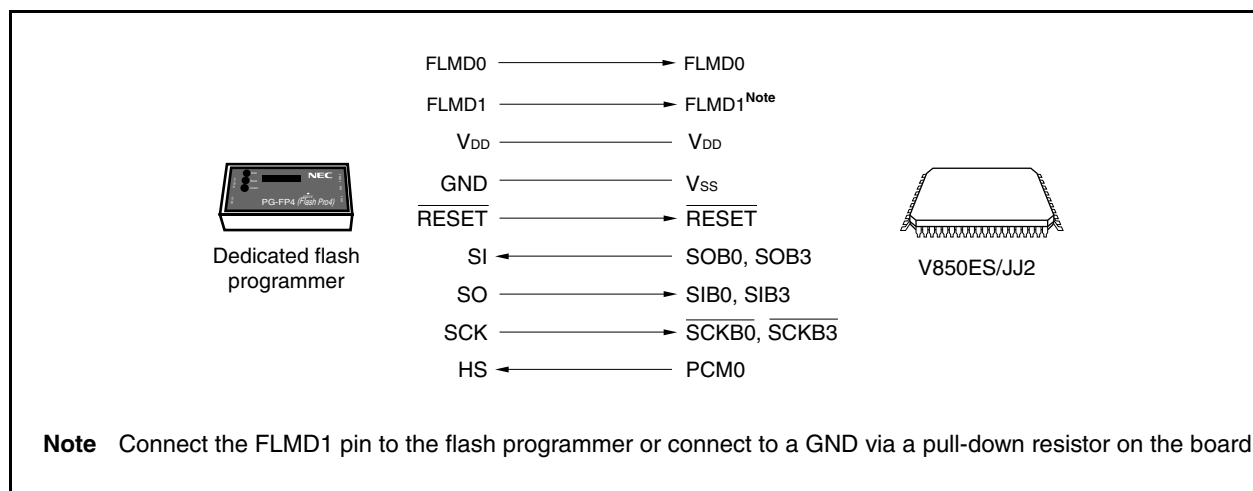 FLMD0 FLMD0
FLMD1 FLMD1Note
VDD VDD
GND VSS
RESET RESET
SI SOB0, SOB3
SO SIB0, SIB3
SCK SCKB0, SCKB3
HS PCM0
NEC
PG-FP4 (Flash Pro4)
Dedicated flash
programmer
V850ES/JJ2
Note Connect the FLMD1 pin to the flash programmer or connect to a GND via a pull-down resistor on the board